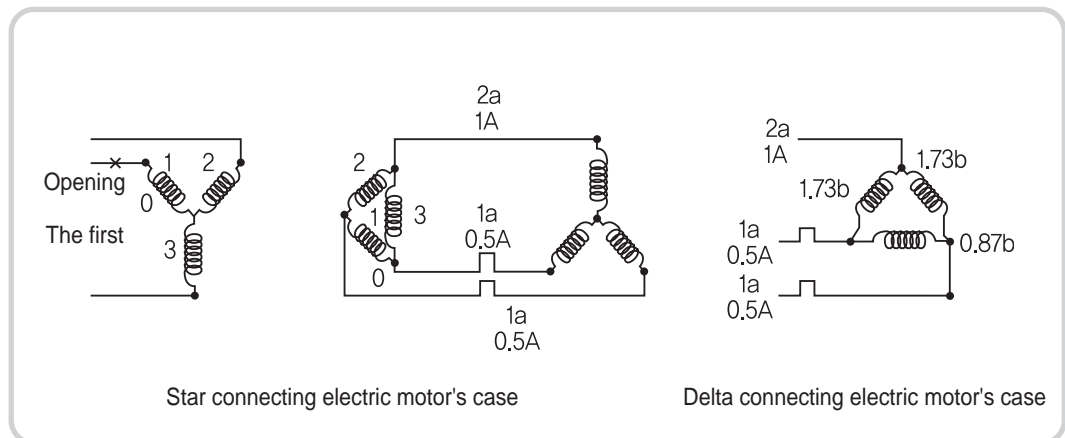 1
2
Opening
0
The first
3
2a
1A
2
1
3
1a
0.5A
0
1a
0.5A
2a
1A
1.73b
1.73b
1a
0.5A
0.87b
1a
0.5A
Star connecting electric motor's case
Delta connecting electric motor's case